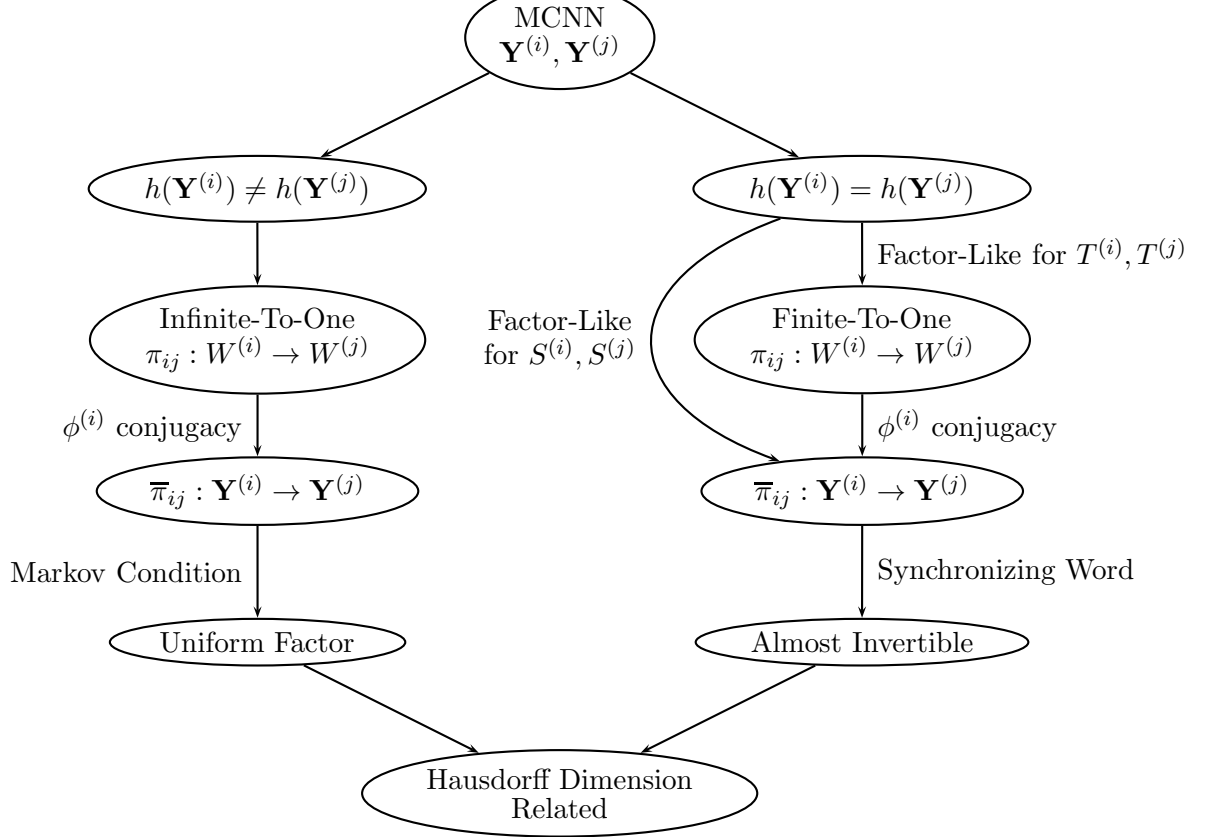 MCNN
Y^(i), Y^(j)
h(Y^(i)) ≠ h(Y^(j))
h(Y^(i)) = h(Y^(j))
Factor-Like for T^(i), T^(j)
Infinite-To-One
π_ij : W^(i) → W^(j)
Factor-Like
for S^(i), S^(j)
Finite-To-One
π_ij : W^(i) → W^(j)
ϕ^(i) conjugacy
ϕ^(i) conjugacy
π̅_ij : Y^(i) → Y^(j)
π̅_ij : Y^(i) → Y^(j)
Markov Condition
Synchronizing Word
Uniform Factor
Almost Invertible
Hausdorff Dimension
Related